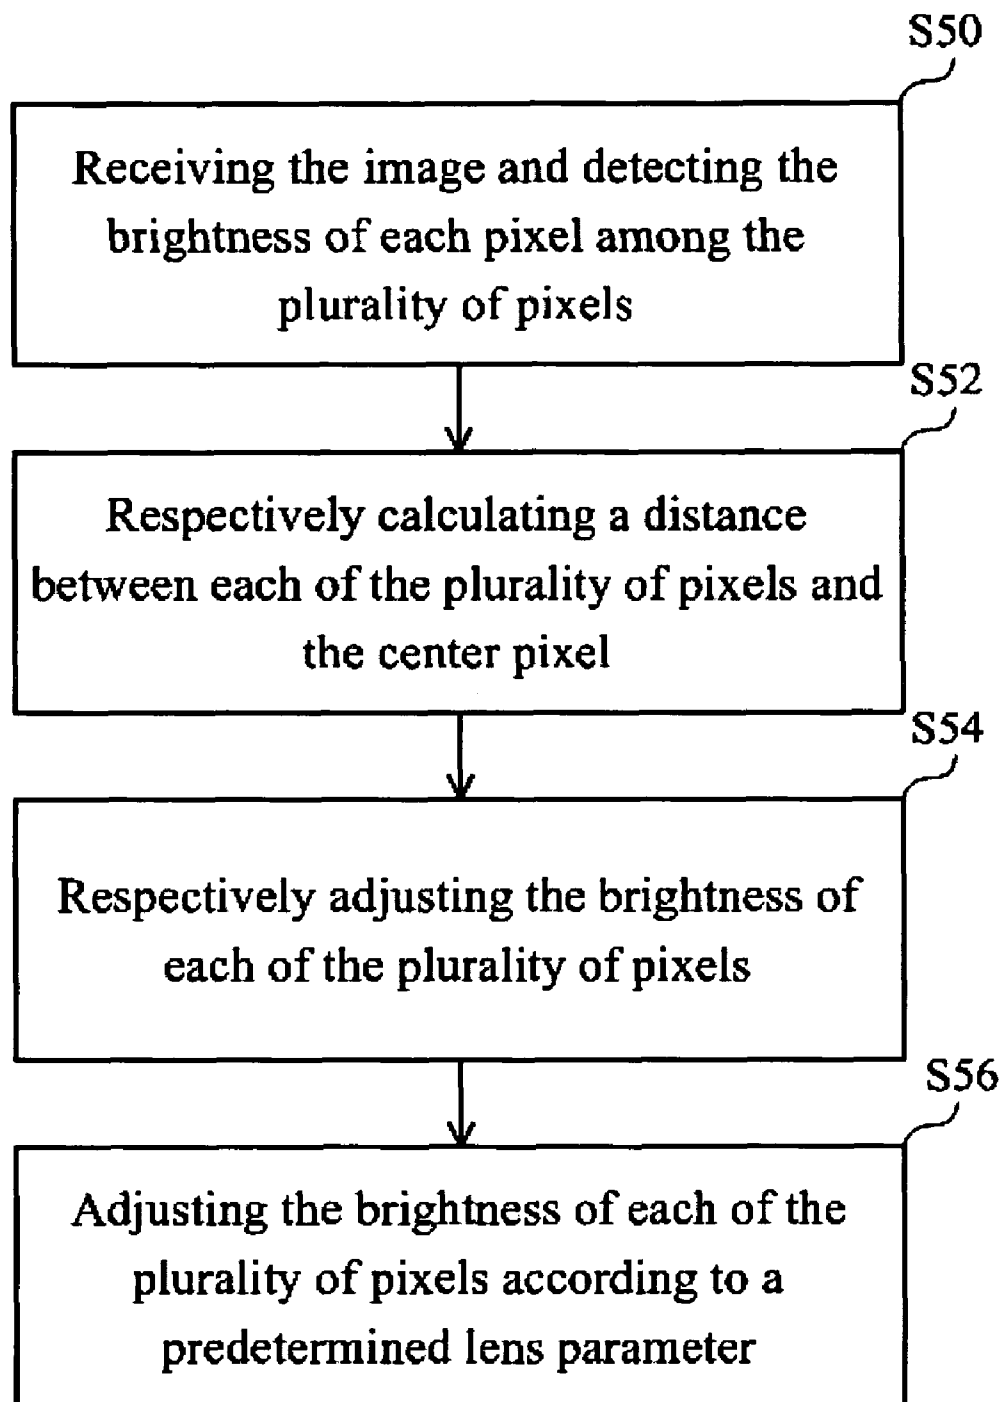 S50
Receiving the image and detecting the
brightness of each pixel among the
plurality of pixels
S52
Respectively calculating a distance
between each of the plurality of pixels and
the center pixel
S54
Respectively adjusting the brightness of
each of the plurality of pixels
S56
Adjusting the brightness of each of the
plurality of pixels according to a
predetermined lens parameter